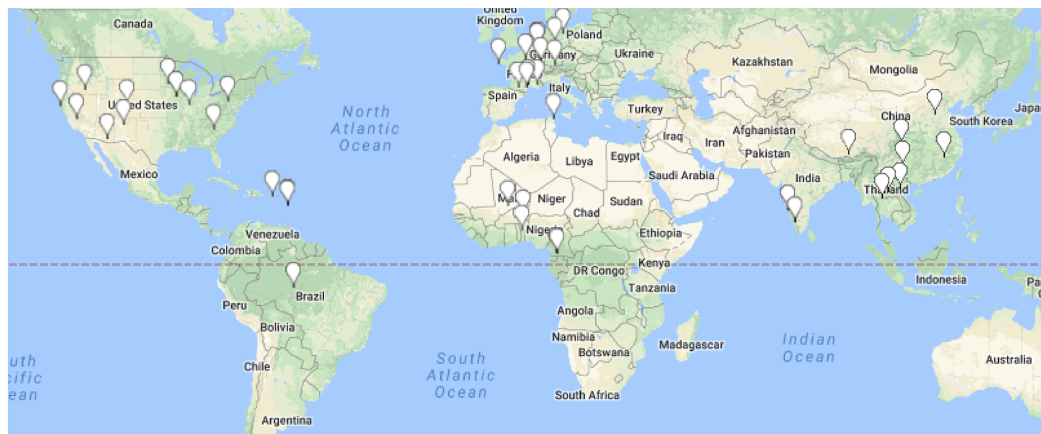 United
Kingdom
Canada
Poland
Germany
Ukraine
Kazakhstan
Mongolia
United States
North
Atlantic
Ocean
Spain
Italy
Turkey
China
South Korea
Iraq
Iran
Afghanistan
Pakistan
Mexico
Algeria
Libya
Egypt
Saudi Arabia
India
Thailand
Niger
Chad
Sudan
Nigeria
Ethiopia
Venezuela
Colombia
DR Congo
Kenya
Indonesia
Brazil
Peru
Tanzania
Angola
Bolivia
Namibia
Botswana
Madagascar
Indian
Ocean
Chile
South
Atlantic
Ocean
Australia
South Africa
Argentina